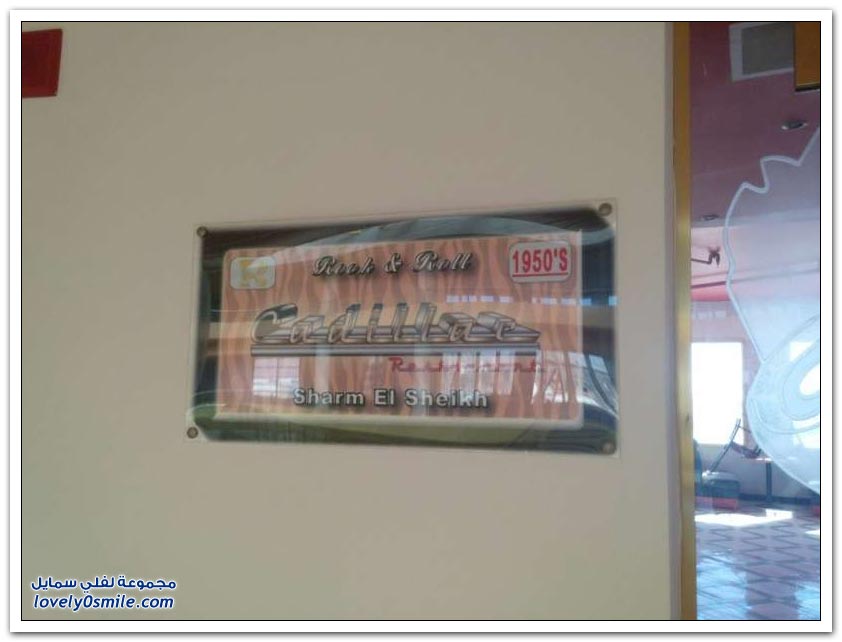 Rock & Roll
1950'S
Cadillac
Restaurant
Sharm El Sheikh
مجموعة لفلي سمايل
lovely0smile.com